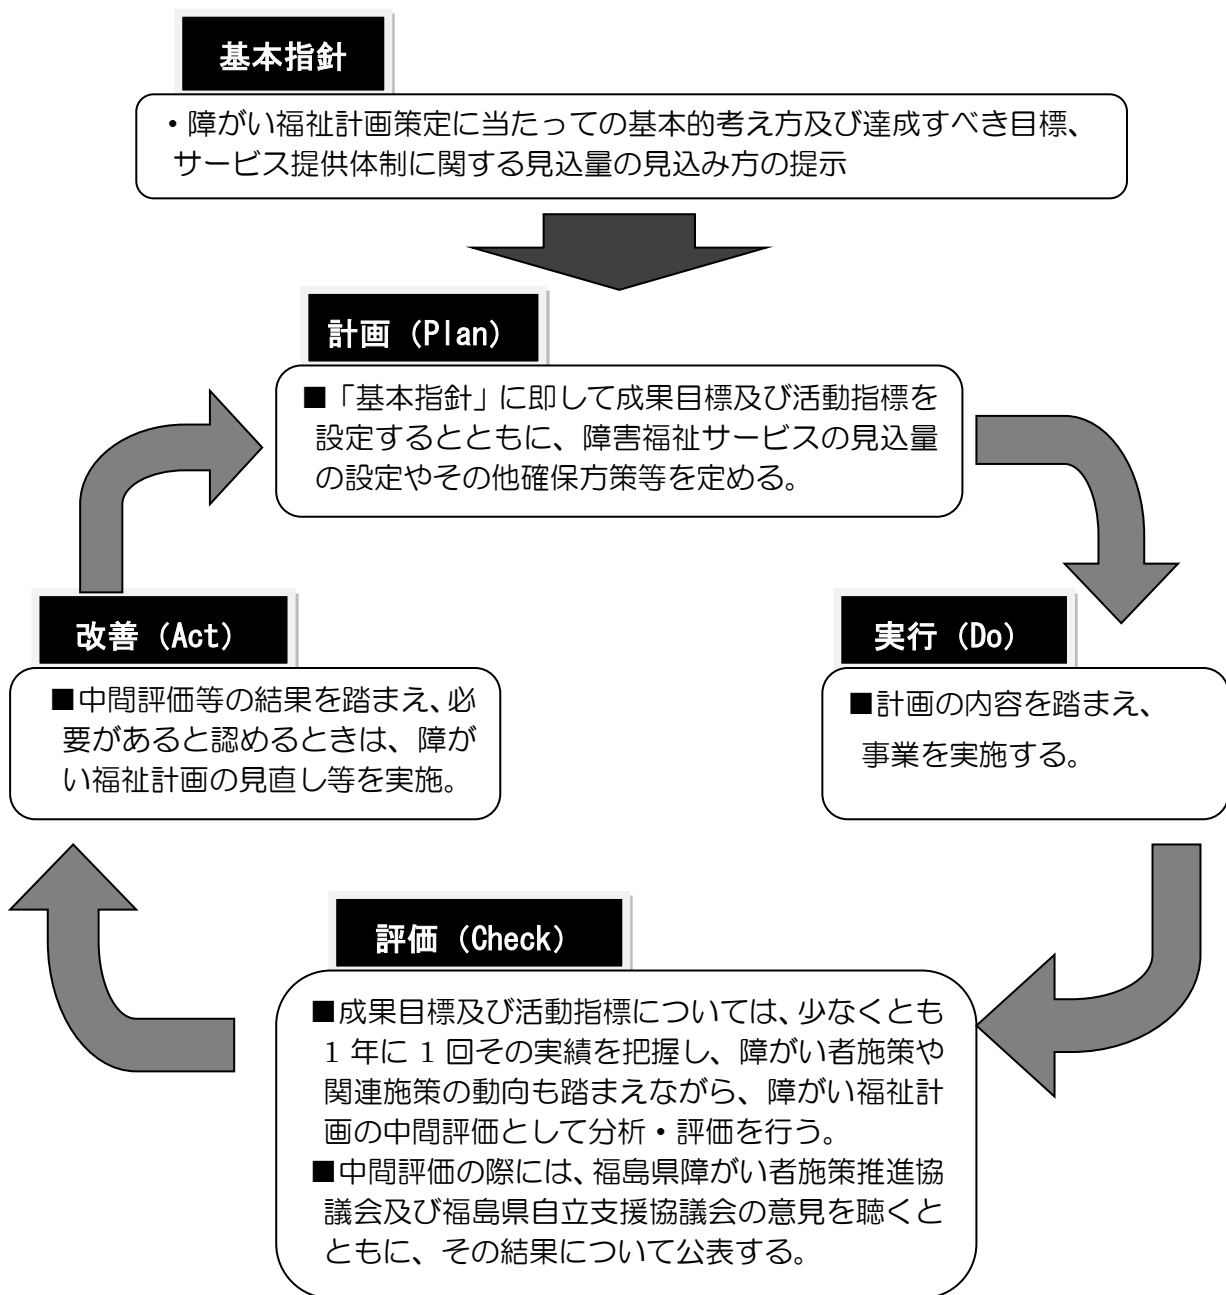 基本指針
・障がい福祉計画策定に当たっての基本的考え方及び達成すべき目標、
サービス提供体制に関する見込量の見込み方の提示
計画（Plan）
■「基本指針」に即して成果目標及び活動指標を
設定するとともに、障害福祉サービスの見込量
の設定やその他確保方策等を定める。
改善（Act）
■中間評価等の結果を踏まえ、必
要があると認めるときは、障が
い福祉計画の見直し等を実施。
実行（Do）
■計画の内容を踏まえ、
事業を実施する。
評価（Check）
■成果目標及び活動指標については、少なくとも
1 年に 1 回その実績を把握し、障がい者施策や
関連施策の動向も踏まえながら、障がい福祉計
画の中間評価として分析・評価を行う。
■中間評価の際には、福島県障がい者施策推進協
議会及び福島県自立支援協議会の意見を聴くと
ともに、その結果について公表する。